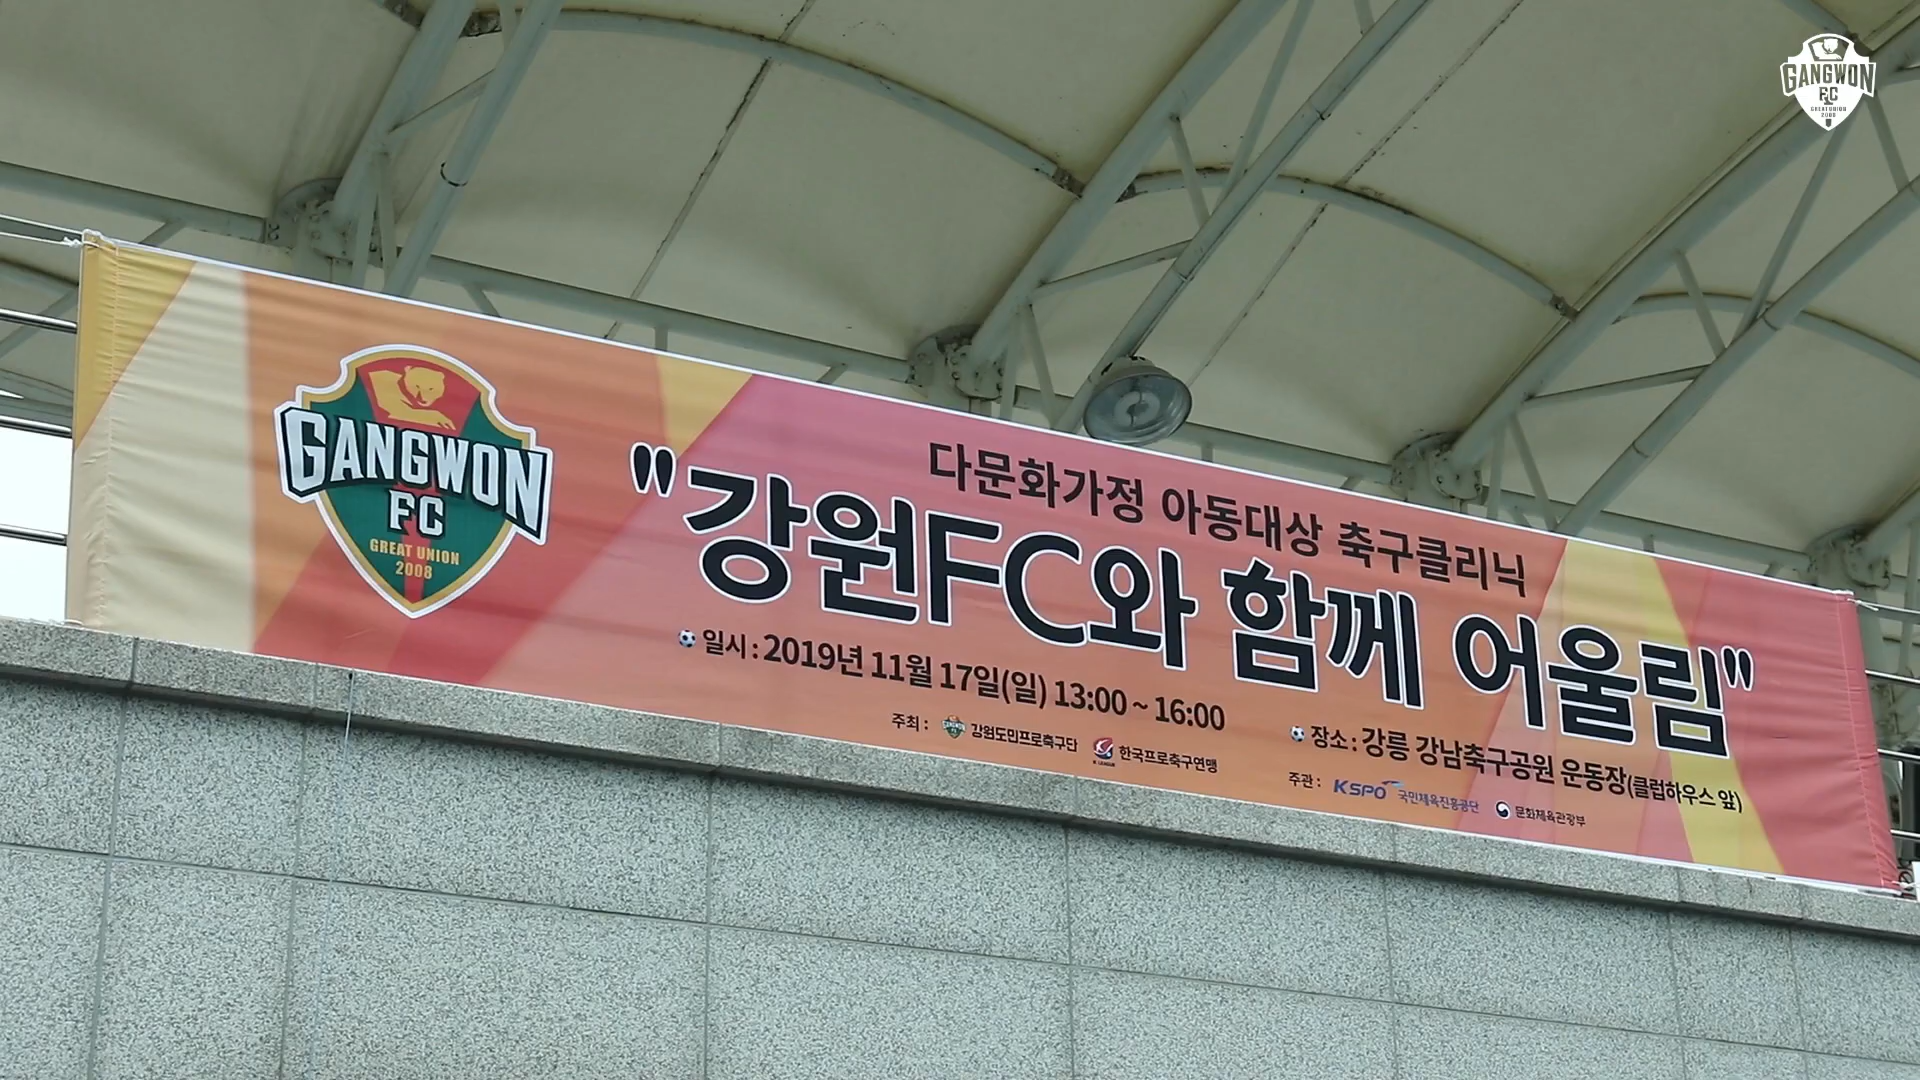 GANGWON
FC
GREAT UNION
2008
GANGWON
FC
GREAT UNION
2008
다문화가정 아동대상 축구클리닉
"강원FC와 함께 어울림"
일시 : 2019년 11월 17일(일) 13:00 ~ 16:00
장소 : 강릉 강남축구공원 운동장(클럽하우스 앞)
주최 : 강원도민프로축구단 K LEAGUE 한국프로축구연맹
주관 : KSPO 국민체육진흥공단 문화체육관광부